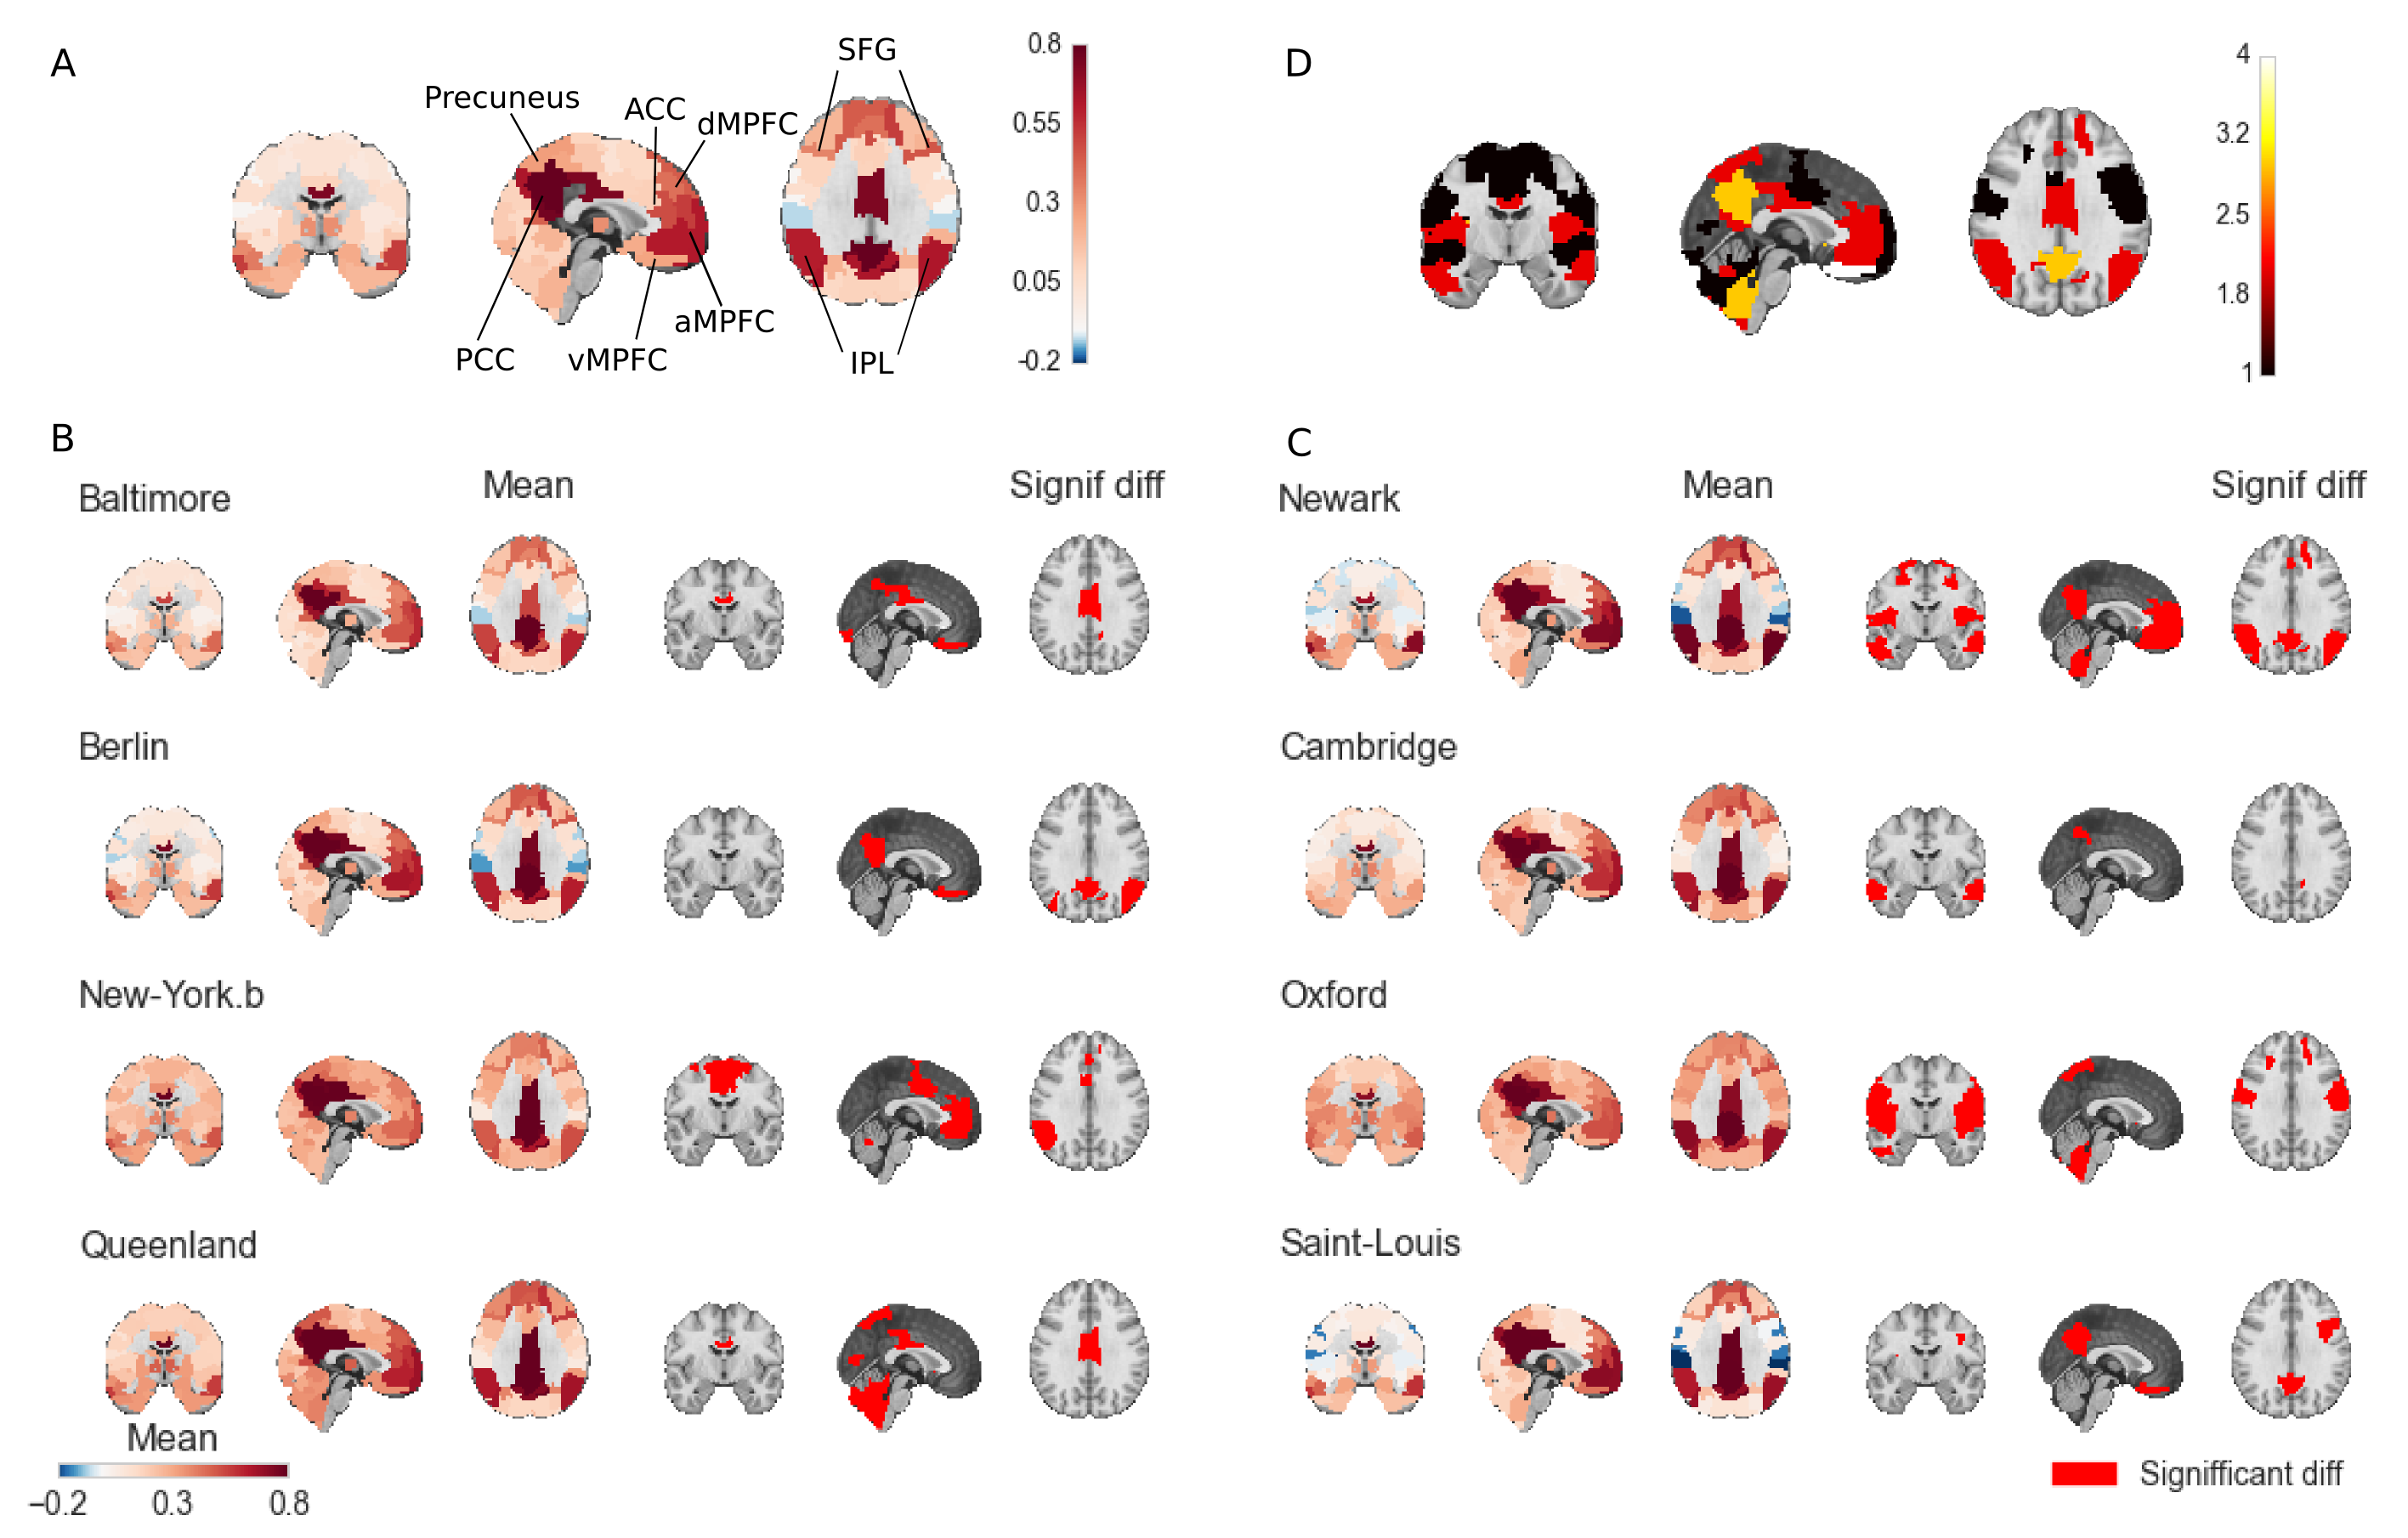 A
SFG
Precuneus
ACC
dMPFC
aMPFC
PCC
vMPFC
IPL
0.8
0.55
0.3
0.05
-0.2
D
4
3.2
2.5
1.8
1
B
Mean
Signif diff
Baltimore
Berlin
New-York.b
Queenland
Mean
−0.2 0.3 0.8
C
Mean
Signif diff
Newark
Cambridge
Oxford
Saint-Louis
Signifficant diff